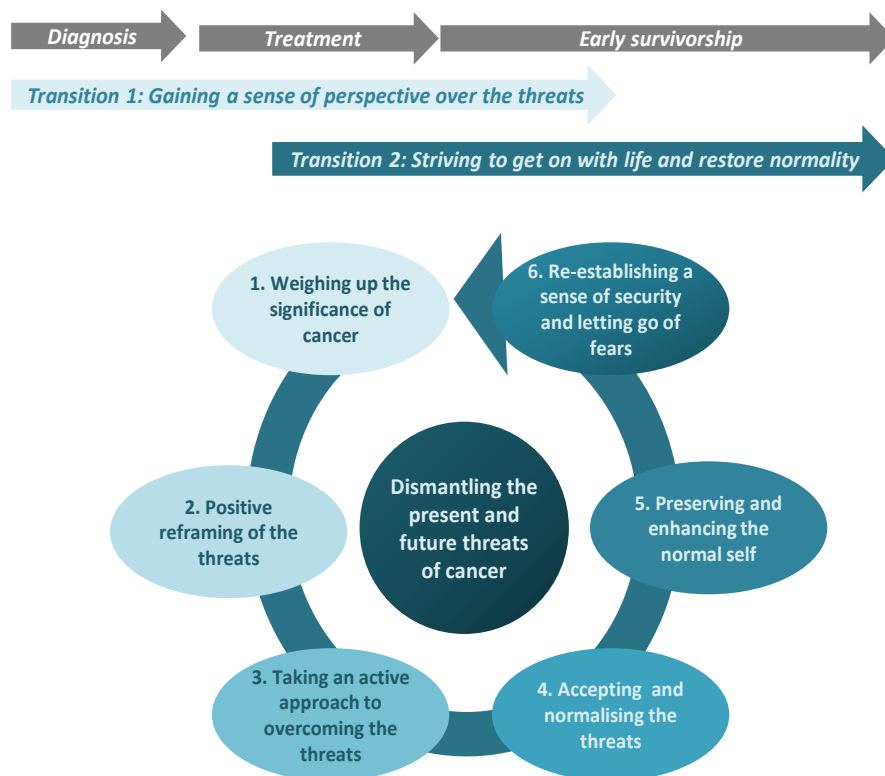 Diagnosis
Treatment
Early survivorship
Transition 1: Gaining a sense of perspective over the threats
Transition 2: Striving to get on with life and restore normality
1. Weighing up the
significance of
cancer
2. Positive
reframing of the
threats
3. Taking an active
approach to
overcoming the
threats
4. Accepting and
normalising the
threats
5. Preserving and
enhancing the
normal self
6. Re-establishing a
sense of security
and letting go of
fears
Dismantling the
present and
future threats
of cancer